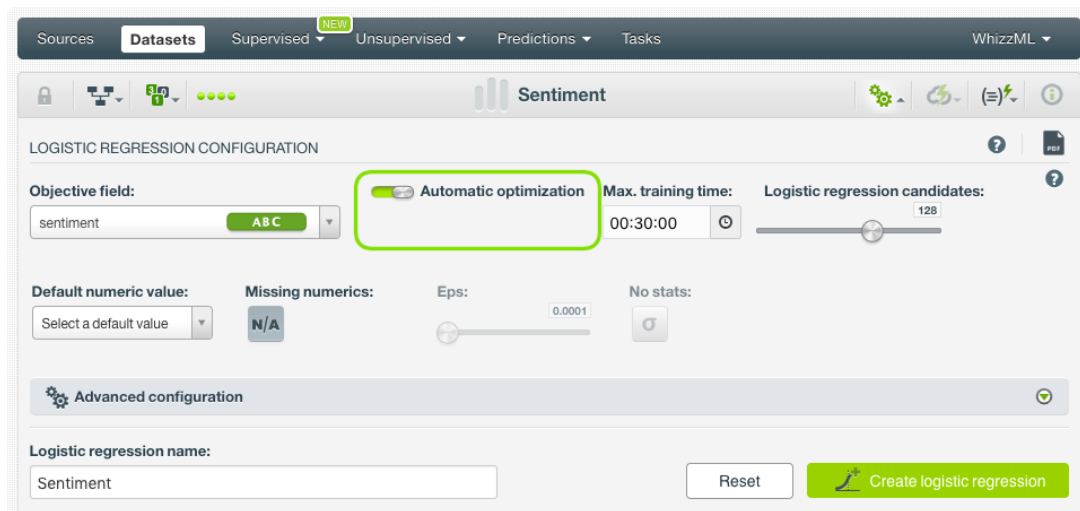 NEW
Sources Datasets Supervised Unsupervised Predictions Tasks WhizzML
Sentiment
LOGISTIC REGRESSION CONFIGURATION
PDF
Objective field: Automatic optimization Max. training time: Logistic regression candidates:
128
sentiment ABC 00:30:00
Default numeric value: Missing numerics: Eps: No stats:
0.0001
Select a default value N/A σ
Advanced configuration
Logistic regression name:
Sentiment Reset Create logistic regression